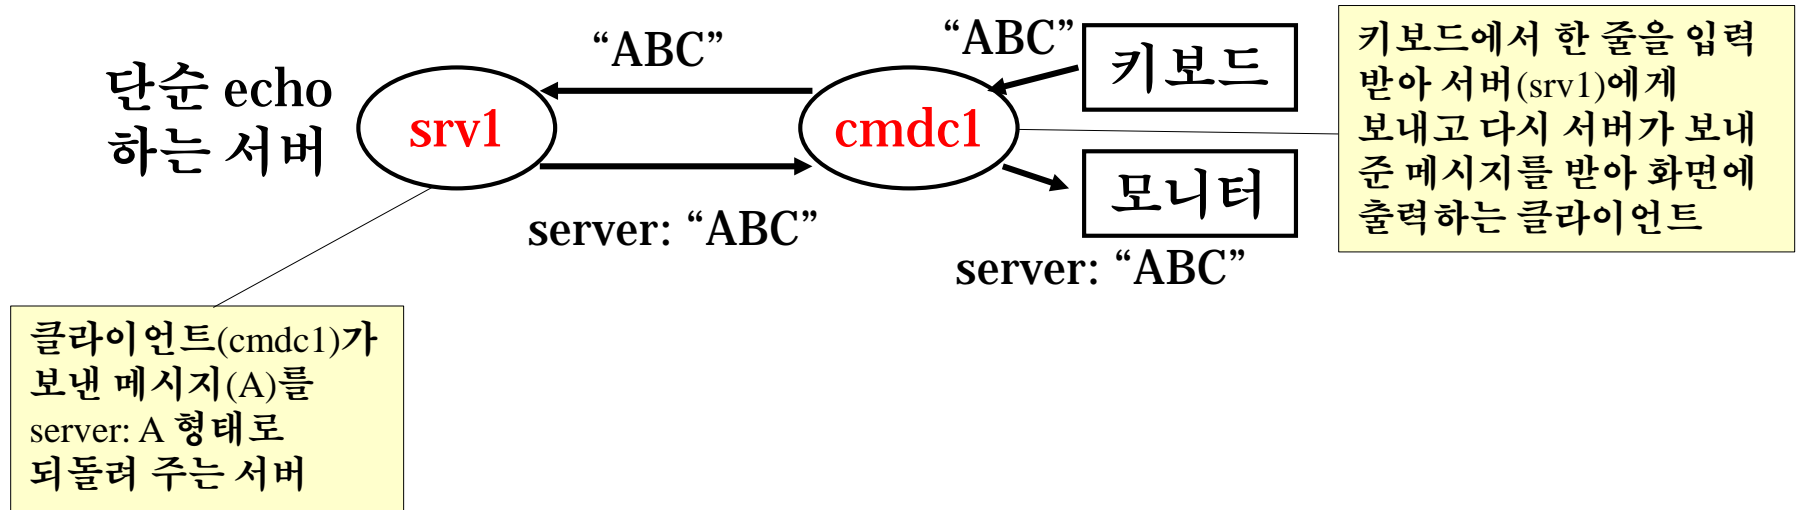 단순 echo
하는 서버
“ABC”
srv1
server: “ABC”
“ABC”
cmdc1
키보드
모니터
server: “ABC”
키보드에서 한 줄을 입력
받아 서버(srv1)에게
보내고 다시 서버가 보내
준 메시지를 받아 화면에
출력하는 클라이언트
클라이언트(cmdc1)가
보낸 메시지(A)를
server: A 형태로
되돌려 주는 서버